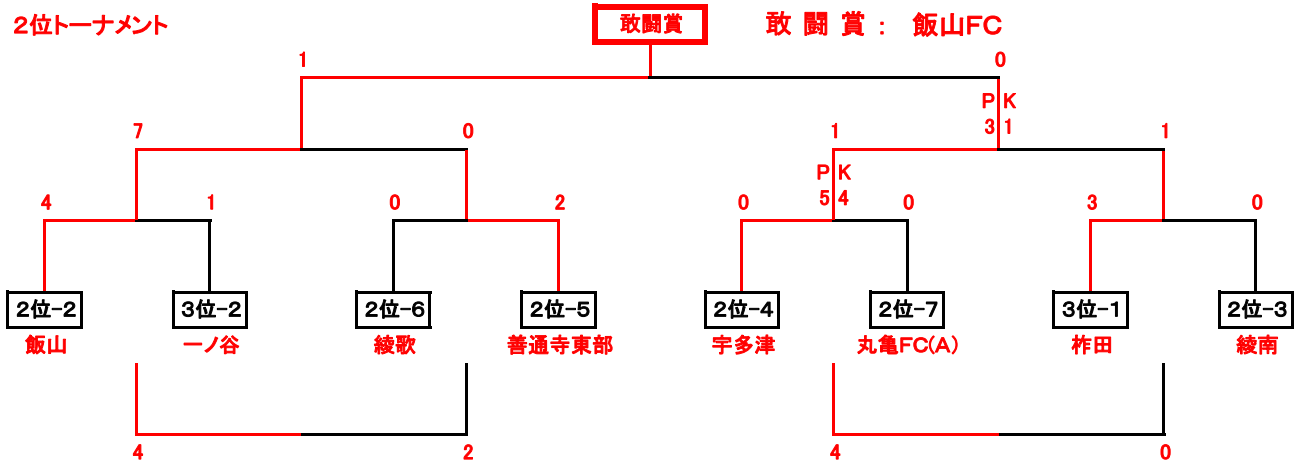 2位トーナメント
敢闘賞
敢 闘 賞 : 飯山FC
1 0
P K
3 1
7 0 1 1
P K
5 4
4 1 0 2 0 0 3 0
2位-2 3位-2 2位-6 2位-5 2位-4 2位-7 3位-1 2位-3
飯山 一ノ谷 綾歌 善通寺東部 宇多津 丸亀FC(A) 柞田 綾南
4 2 4 0